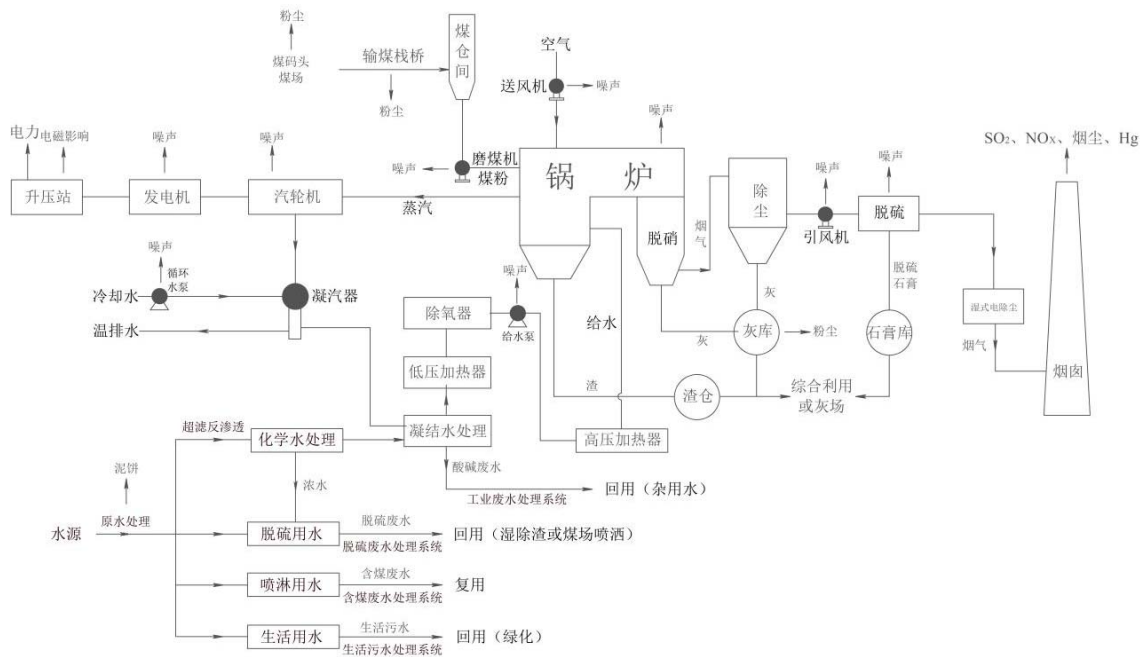 粉尘
煤码头
煤场
输煤栈桥
粉尘
煤仓间
空气
送风机
噪声
噪声
电力
电磁影响
噪声
噪声
噪声
磨煤机
煤粉
锅炉
除尘
噪声
噪声
SO₂、NOX、烟尘、Hg
升压站
发电机
汽轮机
蒸汽
脱硝
烟气
引风机
脱硫
噪声
循环
水泵
冷却水
凝汽器
温排水
除氧器
噪声
给水泵
给水
灰
灰
灰库
粉尘
脱硫
石膏
石膏库
湿式电除尘
烟气
烟囱
低压加热器
渣
渣仓
综合利用
或灰场
超滤反渗透
化学水处理
凝结水处理
高压加热器
酸碱废水
工业废水处理系统
回用（杂用水）
泥饼
浓水
水源
原水处理
脱硫用水
脱硫废水
脱硫废水处理系统
回用（湿除渣或煤场喷洒）
喷淋用水
含煤废水
含煤废水处理系统
复用
生活用水
生活污水
生活污水处理系统
回用（绿化）